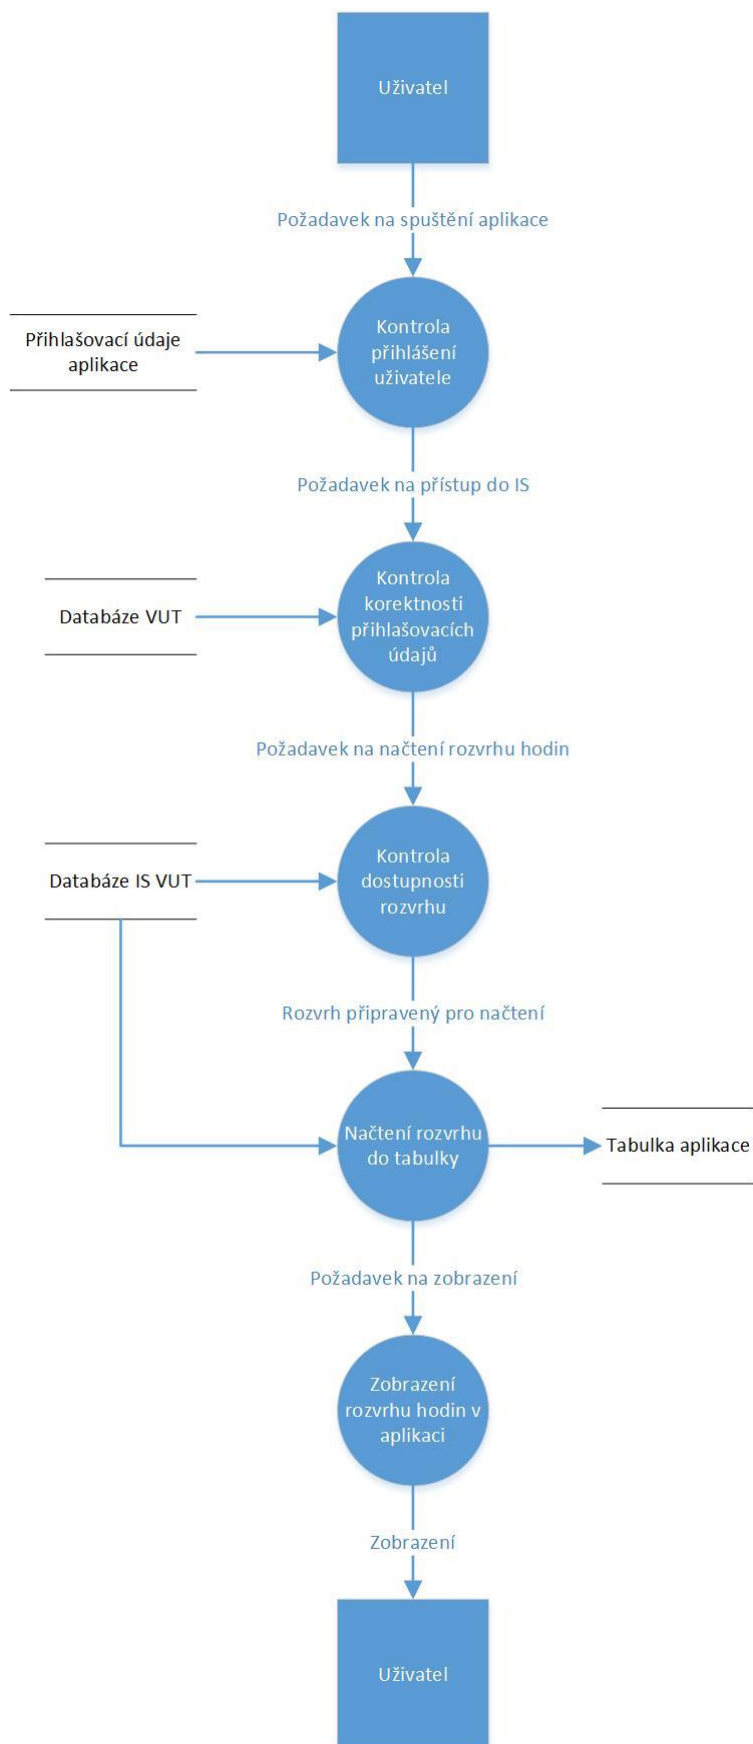 Uživatel
Požadavek na spuštění aplikace
Přihlašovací údaje
aplikace
Kontrola
přihlášení
uživatele
Požadavek na přístup do IS
Databáze VUT
Kontrola
korektnosti
přihlašovacích
údajů
Požadavek na načtení rozvrhu hodin
Databáze IS VUT
Kontrola
dostupnosti
rozvrhu
Rozvrh připravený pro načtení
Načtení rozvrhu
do tabulky
Tabulka aplikace
Požadavek na zobrazení
Zobrazení
rozvrhu hodin v
aplikaci
Zobrazení
Uživatel